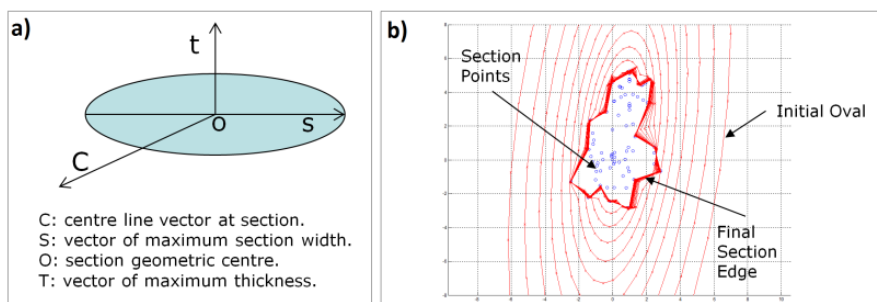 a)
t
O
S
C
C: centre line vector at section.
S: vector of maximum section width.
O: section geometric centre.
T: vector of maximum thickness.
b)
Section
Points
Initial Oval
Final
Section
Edge